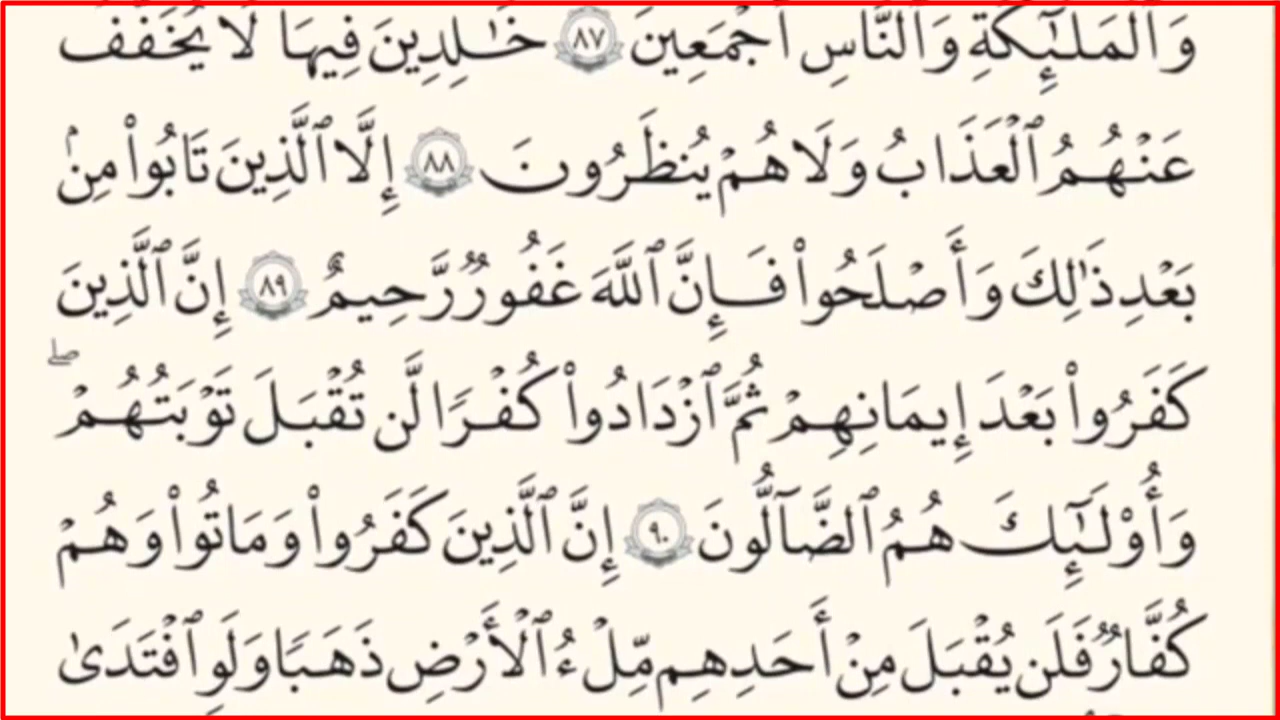 وَٱلْمَلَـٰٓئِكَةِ وَٱلنَّاسِ أَجْمَعِينَ ٨٧ خَـٰلِدِينَ فِيهَا لَا يُخَفَّفُ
عَنْهُمُ ٱلْعَذَابُ وَلَا هُمْ يُنظَرُونَ ٨٨ إِلَّا ٱلَّذِينَ تَابُوا۟ مِنۢ
بَعْدِ ذَٰلِكَ وَأَصْلَحُوا۟ فَإِنَّ ٱللَّهَ غَفُورٌ رَّحِيمٌ ٨٩ إِنَّ ٱلَّذِينَ
كَفَرُوا۟ بَعْدَ إِيمَـٰنِهِمْ ثُمَّ ٱزْدَادُوا۟ كُفْرًا لَّن تُقْبَلَ تَوْبَتُهُمْ ۖ
وَأُو۟لَـٰٓئِكَ هُمُ ٱلضَّآلُّونَ ٩٠ إِنَّ ٱلَّذِينَ كَفَرُوا۟ وَمَاتُوا۟ وَهُمْ
كُفَّارٌ فَلَن يُقْبَلَ مِنْ أَحَدِهِم مِّلْءُ ٱلْأَرْضِ ذَهَبًا وَلَوِ ٱفْتَدَىٰ